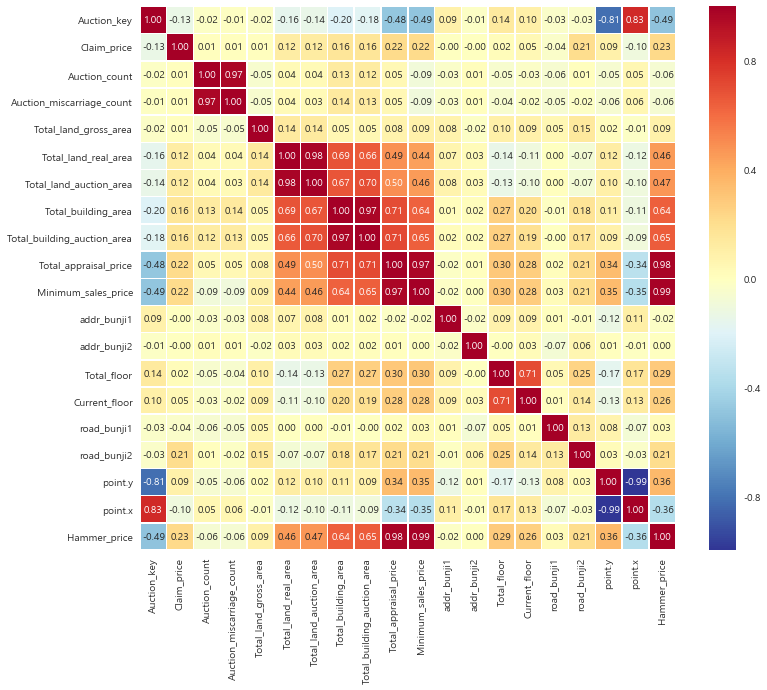 Auction_key 1.00 -0.13 -0.02 -0.01 -0.02 -0.16 -0.14 -0.20 -0.18 -0.48 -0.49 0.09 -0.01 0.14 0.10 -0.03 -0.03 -0.81 0.83 -0.49
Claim_price -0.13 1.00 0.01 0.01 0.01 0.12 0.12 0.16 0.16 0.22 0.22 -0.00 -0.00 0.02 0.05 -0.04 0.21 0.09 -0.10 0.23
0.8
Auction_count -0.02 0.01 1.00 0.97 -0.05 0.04 0.04 0.13 0.12 0.05 -0.09 -0.03 0.01 -0.05 -0.03 -0.06 0.01 -0.05 0.05 -0.06
Auction_miscarriage_count -0.01 0.01 0.97 1.00 -0.05 0.04 0.03 0.14 0.13 0.05 -0.09 -0.03 0.01 -0.04 -0.02 -0.05 -0.02 -0.06 0.06 -0.06
Total_land_gross_area -0.02 0.01 -0.05 -0.05 1.00 0.14 0.14 0.05 0.05 0.08 0.09 0.08 -0.02 0.10 0.09 0.05 0.15 0.02 -0.01 0.09
Total_land_real_area -0.16 0.12 0.04 0.04 0.14 1.00 0.98 0.69 0.66 0.49 0.44 0.07 0.03 -0.14 -0.11 0.00 -0.07 0.12 -0.12 0.46
0.4
Total_land_auction_area -0.14 0.12 0.04 0.03 0.14 0.98 1.00 0.67 0.70 0.50 0.46 0.08 0.03 -0.13 -0.10 0.00 -0.07 0.10 -0.10 0.47
Total_building_area -0.20 0.16 0.13 0.14 0.05 0.69 0.67 1.00 0.97 0.71 0.64 0.01 0.02 0.27 0.20 -0.01 0.18 0.11 -0.11 0.64
Total_building_auction_area -0.18 0.16 0.12 0.13 0.05 0.66 0.70 0.97 1.00 0.71 0.65 0.02 0.02 0.27 0.19 -0.00 0.17 0.09 -0.09 0.65
Total_appraisal_price -0.48 0.22 0.05 0.05 0.08 0.49 0.50 0.71 0.71 1.00 0.97 -0.02 0.01 0.30 0.28 0.02 0.21 0.34 -0.34 0.98
0.0
Minimum_sales_price -0.49 0.22 -0.09 -0.09 0.09 0.44 0.46 0.64 0.65 0.97 1.00 -0.02 0.00 0.30 0.28 0.03 0.21 0.35 -0.35 0.99
addr_bunji1 0.09 -0.00 -0.03 -0.03 0.08 0.07 0.08 0.01 0.02 -0.02 -0.02 1.00 -0.02 0.09 0.09 0.01 -0.01 -0.12 0.11 -0.02
addr_bunji2 -0.01 -0.00 0.01 0.01 -0.02 0.03 0.03 0.02 0.02 0.01 0.00 -0.02 1.00 -0.00 0.03 -0.07 0.06 0.01 -0.01 0.00
Total_floor 0.14 0.02 -0.05 -0.04 0.10 -0.14 -0.13 0.27 0.27 0.30 0.30 0.09 -0.00 1.00 0.71 0.05 0.25 -0.17 0.17 0.29
-0.4
Current_floor 0.10 0.05 -0.03 -0.02 0.09 -0.11 -0.10 0.20 0.19 0.28 0.28 0.09 0.03 0.71 1.00 0.01 0.14 -0.13 0.13 0.26
road_bunji1 -0.03 -0.04 -0.06 -0.05 0.05 0.00 0.00 -0.01 -0.00 0.02 0.03 0.01 -0.07 0.05 0.01 1.00 0.13 0.08 -0.07 0.03
road_bunji2 -0.03 0.21 0.01 -0.02 0.15 -0.07 -0.07 0.18 0.17 0.21 0.21 -0.01 0.06 0.25 0.14 0.13 1.00 0.03 -0.03 0.21
point.y -0.81 0.09 -0.05 -0.06 0.02 0.12 0.10 0.11 0.09 0.34 0.35 -0.12 0.01 -0.17 -0.13 0.08 0.03 1.00 -0.99 0.36
-0.8
point.x 0.83 -0.10 0.05 0.06 -0.01 -0.12 -0.10 -0.11 -0.09 -0.34 -0.35 0.11 -0.01 0.17 0.13 -0.07 -0.03 -0.99 1.00 -0.36
Hammer_price -0.49 0.23 -0.06 -0.06 0.09 0.46 0.47 0.64 0.65 0.98 0.99 -0.02 0.00 0.29 0.26 0.03 0.21 0.36 -0.36 1.00
Auction_key
Claim_price
Auction_count
Auction_miscarriage_count
Total_land_gross_area
Total_land_real_area
Total_land_auction_area
Total_building_area
Total_building_auction_area
Total_appraisal_price
Minimum_sales_price
addr_bunji1
addr_bunji2
Total_floor
Current_floor
road_bunji1
road_bunji2
point.y
point.x
Hammer_price